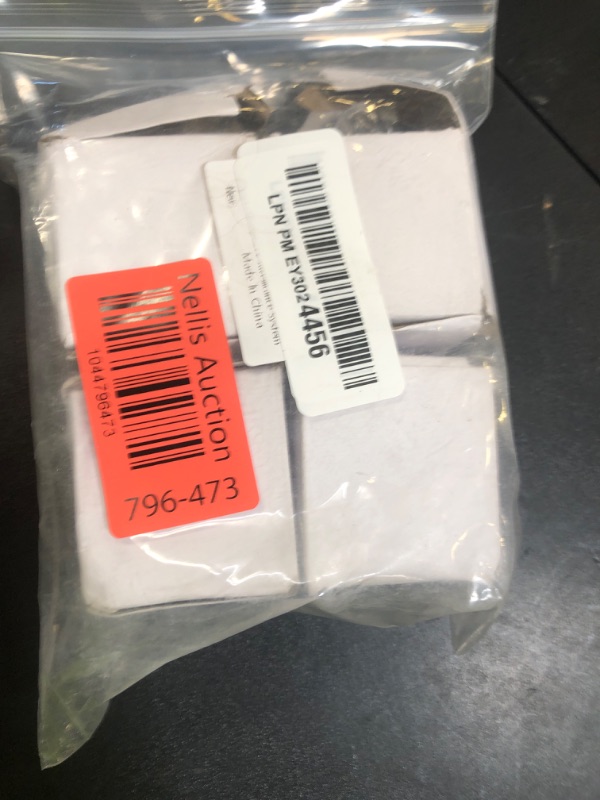 LPN PM EY3024456
Made In China
Nellis Auction
1044796473
796-473